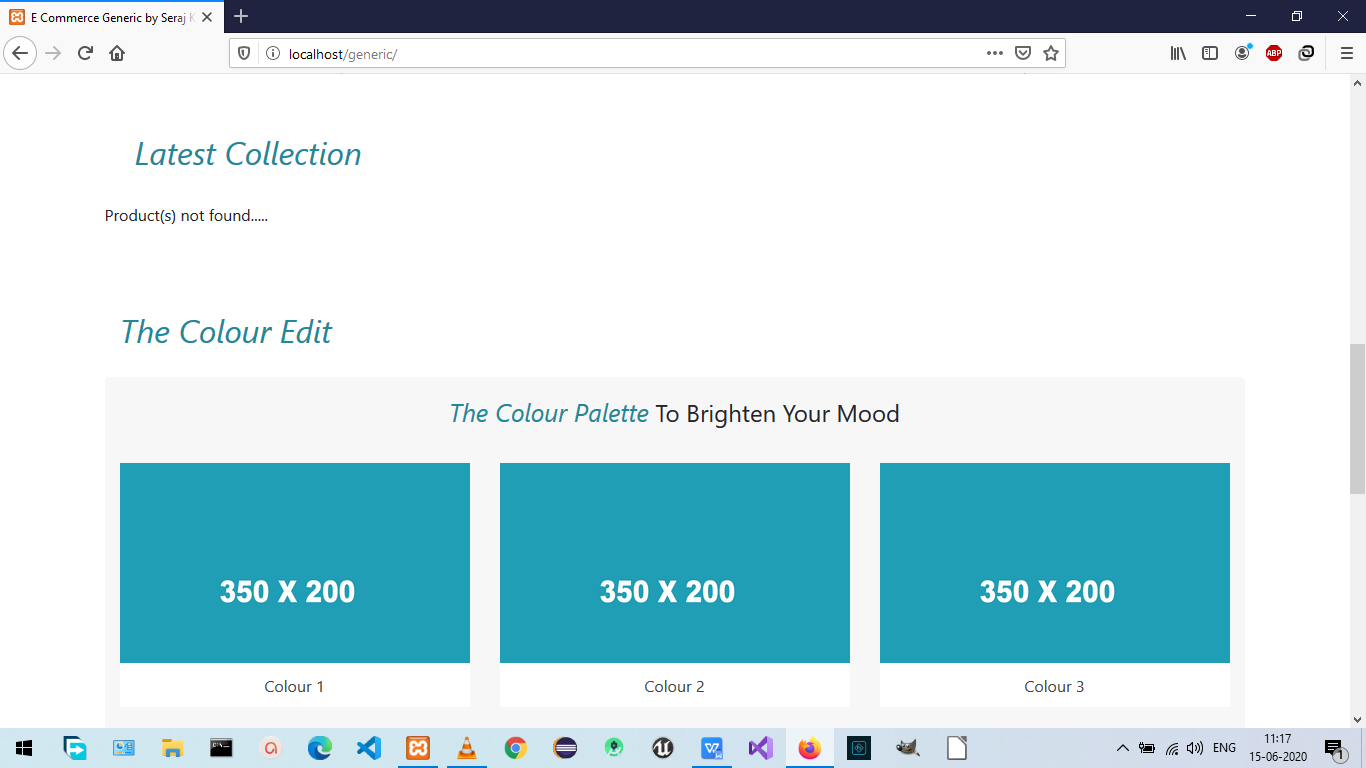 E Commerce Generic by Seraj K
localhost/generic/
ABP
Latest Collection
Product(s) not found.....
The Colour Edit
The Colour Palette To Brighten Your Mood
350 X 200
350 X 200
350 X 200
Colour 1
Colour 2
Colour 3
ENG
11:17
15-06-2020
1